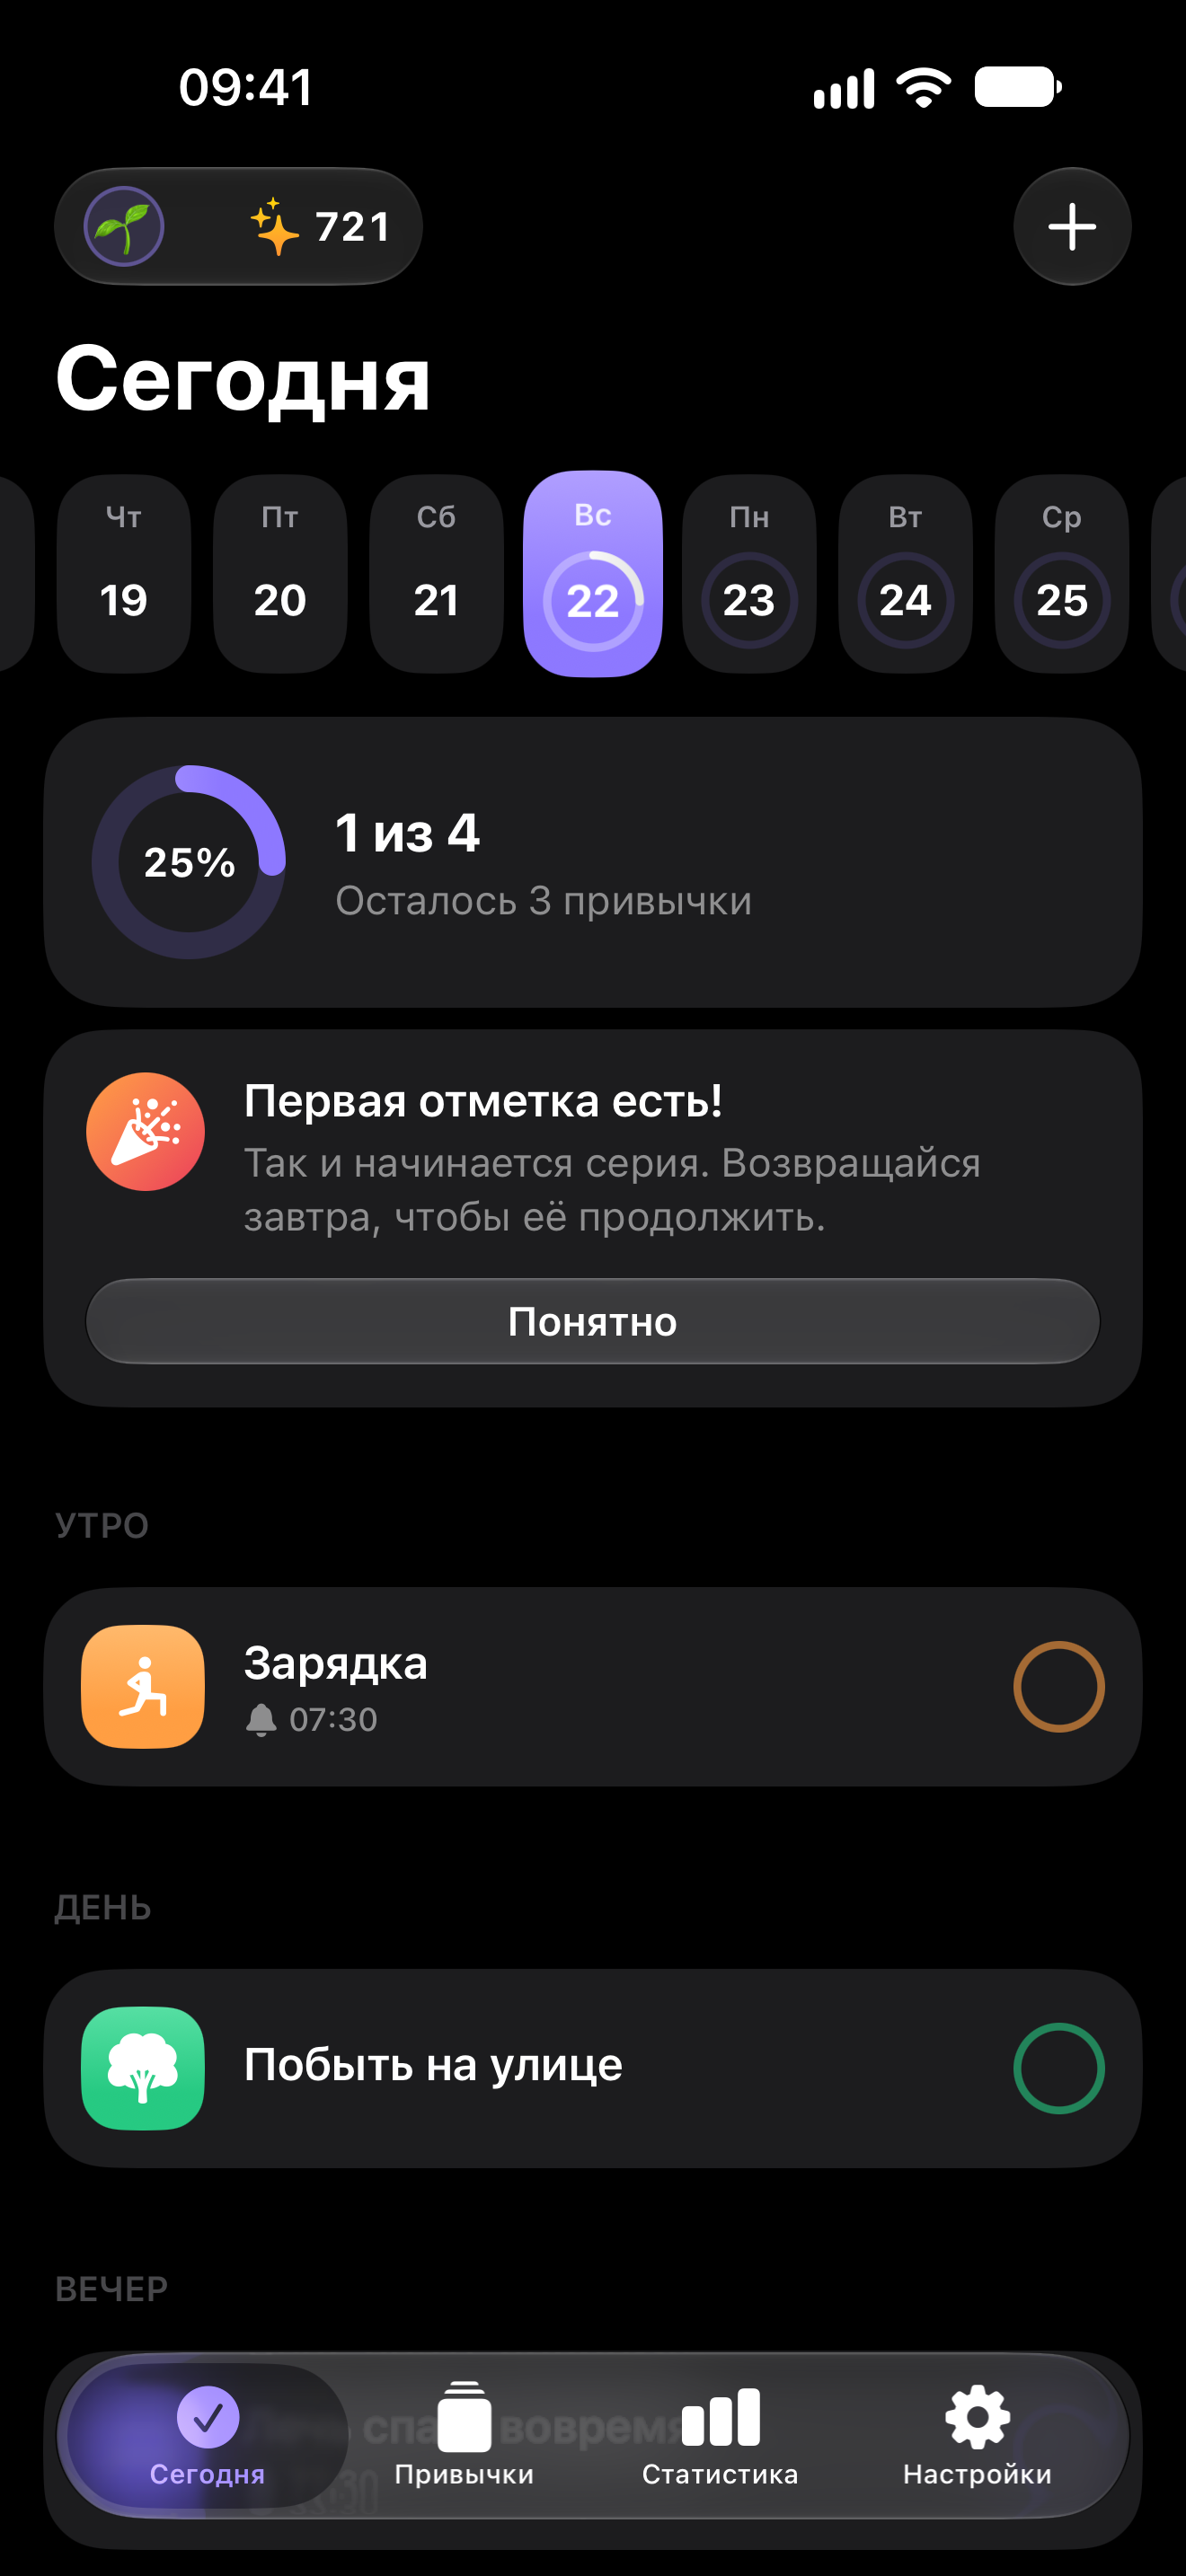 09:41
721
Сегодня
Чт Пт Сб Вс Пн Вт Ср
19 20 21 22 23 24 25
25%
1 из 4
Осталось 3 привычки
Первая отметка есть!
Так и начинается серия. Возвращайся
завтра, чтобы её продолжить.
Понятно
УТРО
Зарядка
07:30
ДЕНЬ
Побыть на улице
ВЕЧЕР
вовремя
Сегодня Привычки Статистика Настройки